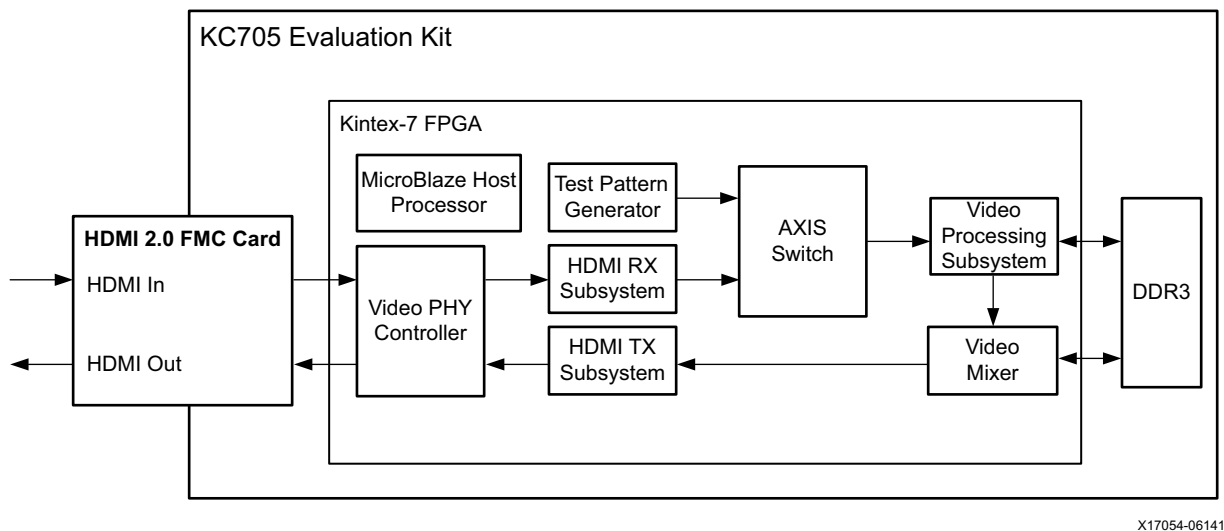 KC705 Evaluation Kit
Kintex-7 FPGA
MicroBlaze Host
Processor
Test Pattern
Generator
AXIS
Switch
Video
Processing
Subsystem
DDR3
HDMI 2.0 FMC Card
HDMI In
HDMI Out
Video PHY
Controller
HDMI RX
Subsystem
HDMI TX
Subsystem
Video
Mixer
X17054-06141